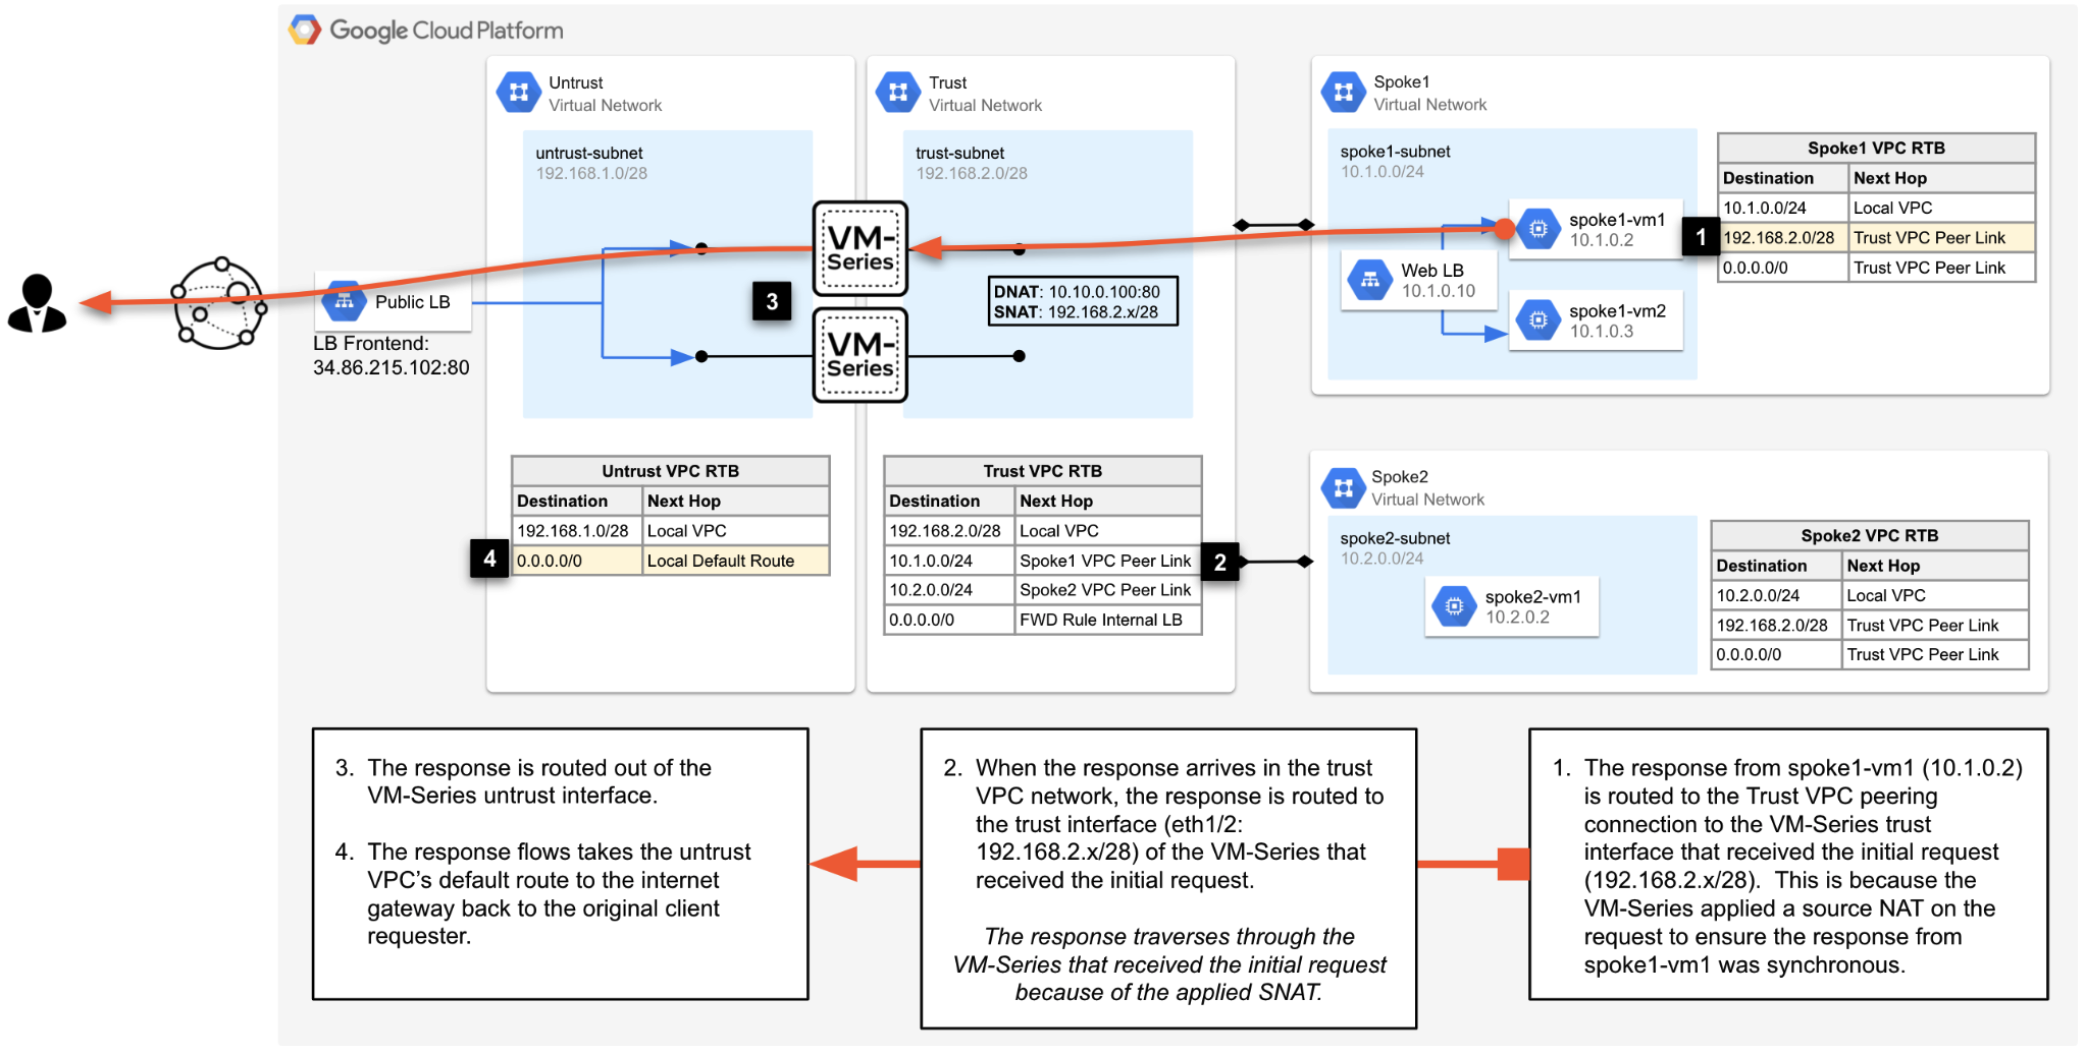 Google Cloud Platform
Untrust
Virtual Network
untrust-subnet
192.168.1.0/28
Trust
Virtual Network
trust-subnet
192.168.2.0/28
VM-
Series
VM-
Series
3
DNAT: 10.10.0.100:80
SNAT: 192.168.2.x/28
Public LB
LB Frontend:
34.86.215.102:80
Spoke1
Virtual Network
spoke1-subnet
10.1.0.0/24
spoke1-vm1
10.1.0.2
Web LB
10.1.0.10
spoke1-vm2
10.1.0.3
1
Spoke1 VPC RTB
Destination Next Hop
10.1.0.0/24 Local VPC
192.168.2.0/28 Trust VPC Peer Link
0.0.0.0/0 Trust VPC Peer Link
Untrust VPC RTB
Destination Next Hop
192.168.1.0/28 Local VPC
4
0.0.0.0/0 Local Default Route
Trust VPC RTB
Destination Next Hop
192.168.2.0/28 Local VPC
10.1.0.0/24 Spoke1 VPC Peer Link
2
10.2.0.0/24 Spoke2 VPC Peer Link
0.0.0.0/0 FWD Rule Internal LB
Spoke2
Virtual Network
spoke2-subnet
10.2.0.0/24
spoke2-vm1
10.2.0.2
Spoke2 VPC RTB
Destination Next Hop
10.2.0.0/24 Local VPC
192.168.2.0/28 Trust VPC Peer Link
0.0.0.0/0 Trust VPC Peer Link
3. The response is routed out of the
VM-Series untrust interface.
4. The response flows takes the untrust
VPC's default route to the internet
gateway back to the original client
requester.
2. When the response arrives in the trust
VPC network, the response is routed to
the trust interface (eth1/2:
192.168.2.x/28) of the VM-Series that
received the initial request.
The response traverses through the
VM-Series that received the initial request
because of the applied SNAT.
1. The response from spoke1-vm1 (10.1.0.2)
is routed to the Trust VPC peering
connection to the VM-Series trust
interface that received the initial request
(192.168.2.x/28). This is because the
VM-Series applied a source NAT on the
request to ensure the response from
spoke1-vm1 was synchronous.